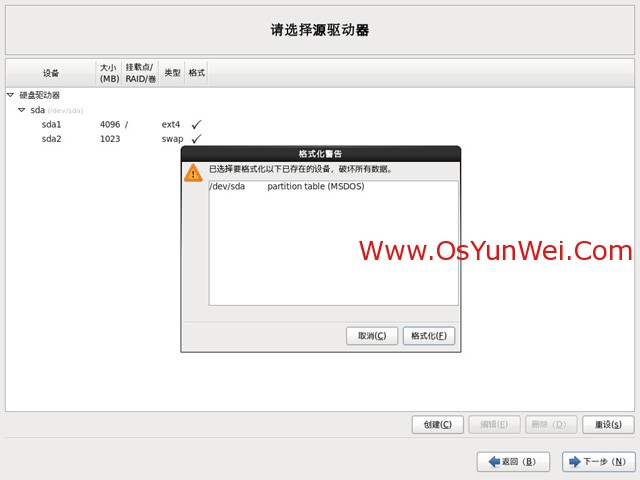 请选择源驱动器
设备 大小(MB) 挂载点/RAID/卷 类型 格式
硬盘驱动器
sda (/dev/sda)
sda1 4096 / ext4
sda2 1023 swap
格式化警告
已选择要格式化以下已存在的设备，破坏所有数据。
/dev/sda partition table (MSDOS)
Www.OsYunWei.Com
取消(C) 格式化(F)
创建(C) 编辑(E) 删除（D） 重设(s)
返回（B） 下一步（N）